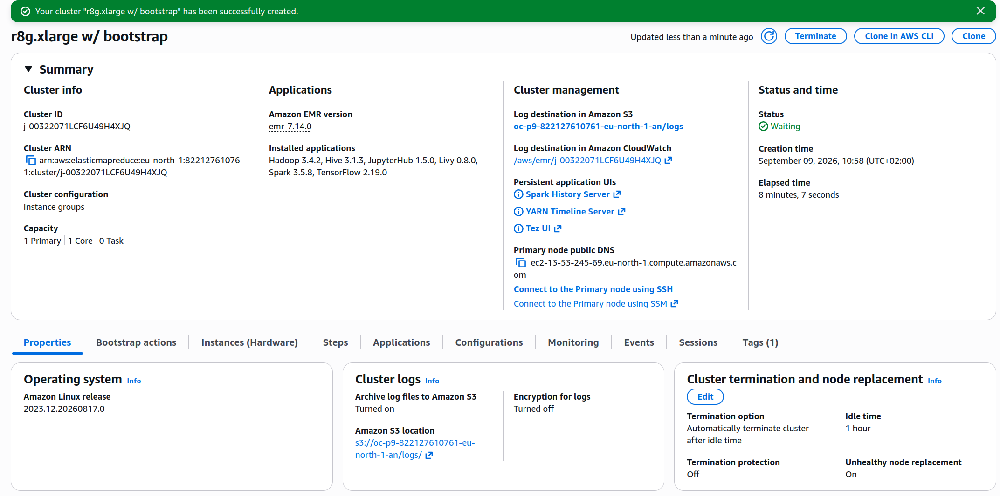 Your cluster "r8g.xlarge w/ bootstrap" has been successfully created.
r8g.xlarge w/ bootstrap
Updated less than a minute ago
Terminate
Clone in AWS CLI
Clone
Summary
Cluster info
Cluster ID
j-00322071LCF6U49H4XJQ
Cluster ARN
arn:aws:elasticmapreduce:eu-north-1:82212761076
1:cluster/j-00322071LCF6U49H4XJQ
Cluster configuration
Instance groups
Capacity
1 Primary
1 Core
0 Task
Applications
Amazon EMR version
emr-7.14.0
Installed applications
Hadoop 3.4.2, Hive 3.1.3, JupyterHub 1.5.0, Livy 0.8.0,
Spark 3.5.8, TensorFlow 2.19.0
Cluster management
Log destination in Amazon S3
oc-p9-822127610761-eu-north-1-an/logs
Log destination in Amazon CloudWatch
/aws/emr/j-00322071LCF6U49H4XJQ
Persistent application UIs
Spark History Server
YARN Timeline Server
Tez UI
Primary node public DNS
ec2-13-53-245-69.eu-north-1.compute.amazonaws.c
om
Connect to the Primary node using SSH
Connect to the Primary node using SSM
Status and time
Status
Waiting
Creation time
September 09, 2026, 10:58 (UTC+02:00)
Elapsed time
8 minutes, 7 seconds
Properties
Bootstrap actions
Instances (Hardware)
Steps
Applications
Configurations
Monitoring
Events
Sessions
Tags (1)
Operating system Info
Amazon Linux release
2023.12.20260817.0
Cluster logs Info
Archive log files to Amazon S3
Turned on
Amazon S3 location
s3://oc-p9-822127610761-eu-
north-1-an/logs/
Encryption for logs
Turned off
Cluster termination and node replacement Info
Edit
Termination option
Automatically terminate cluster
after idle time
Idle time
1 hour
Termination protection
Off
Unhealthy node replacement
On